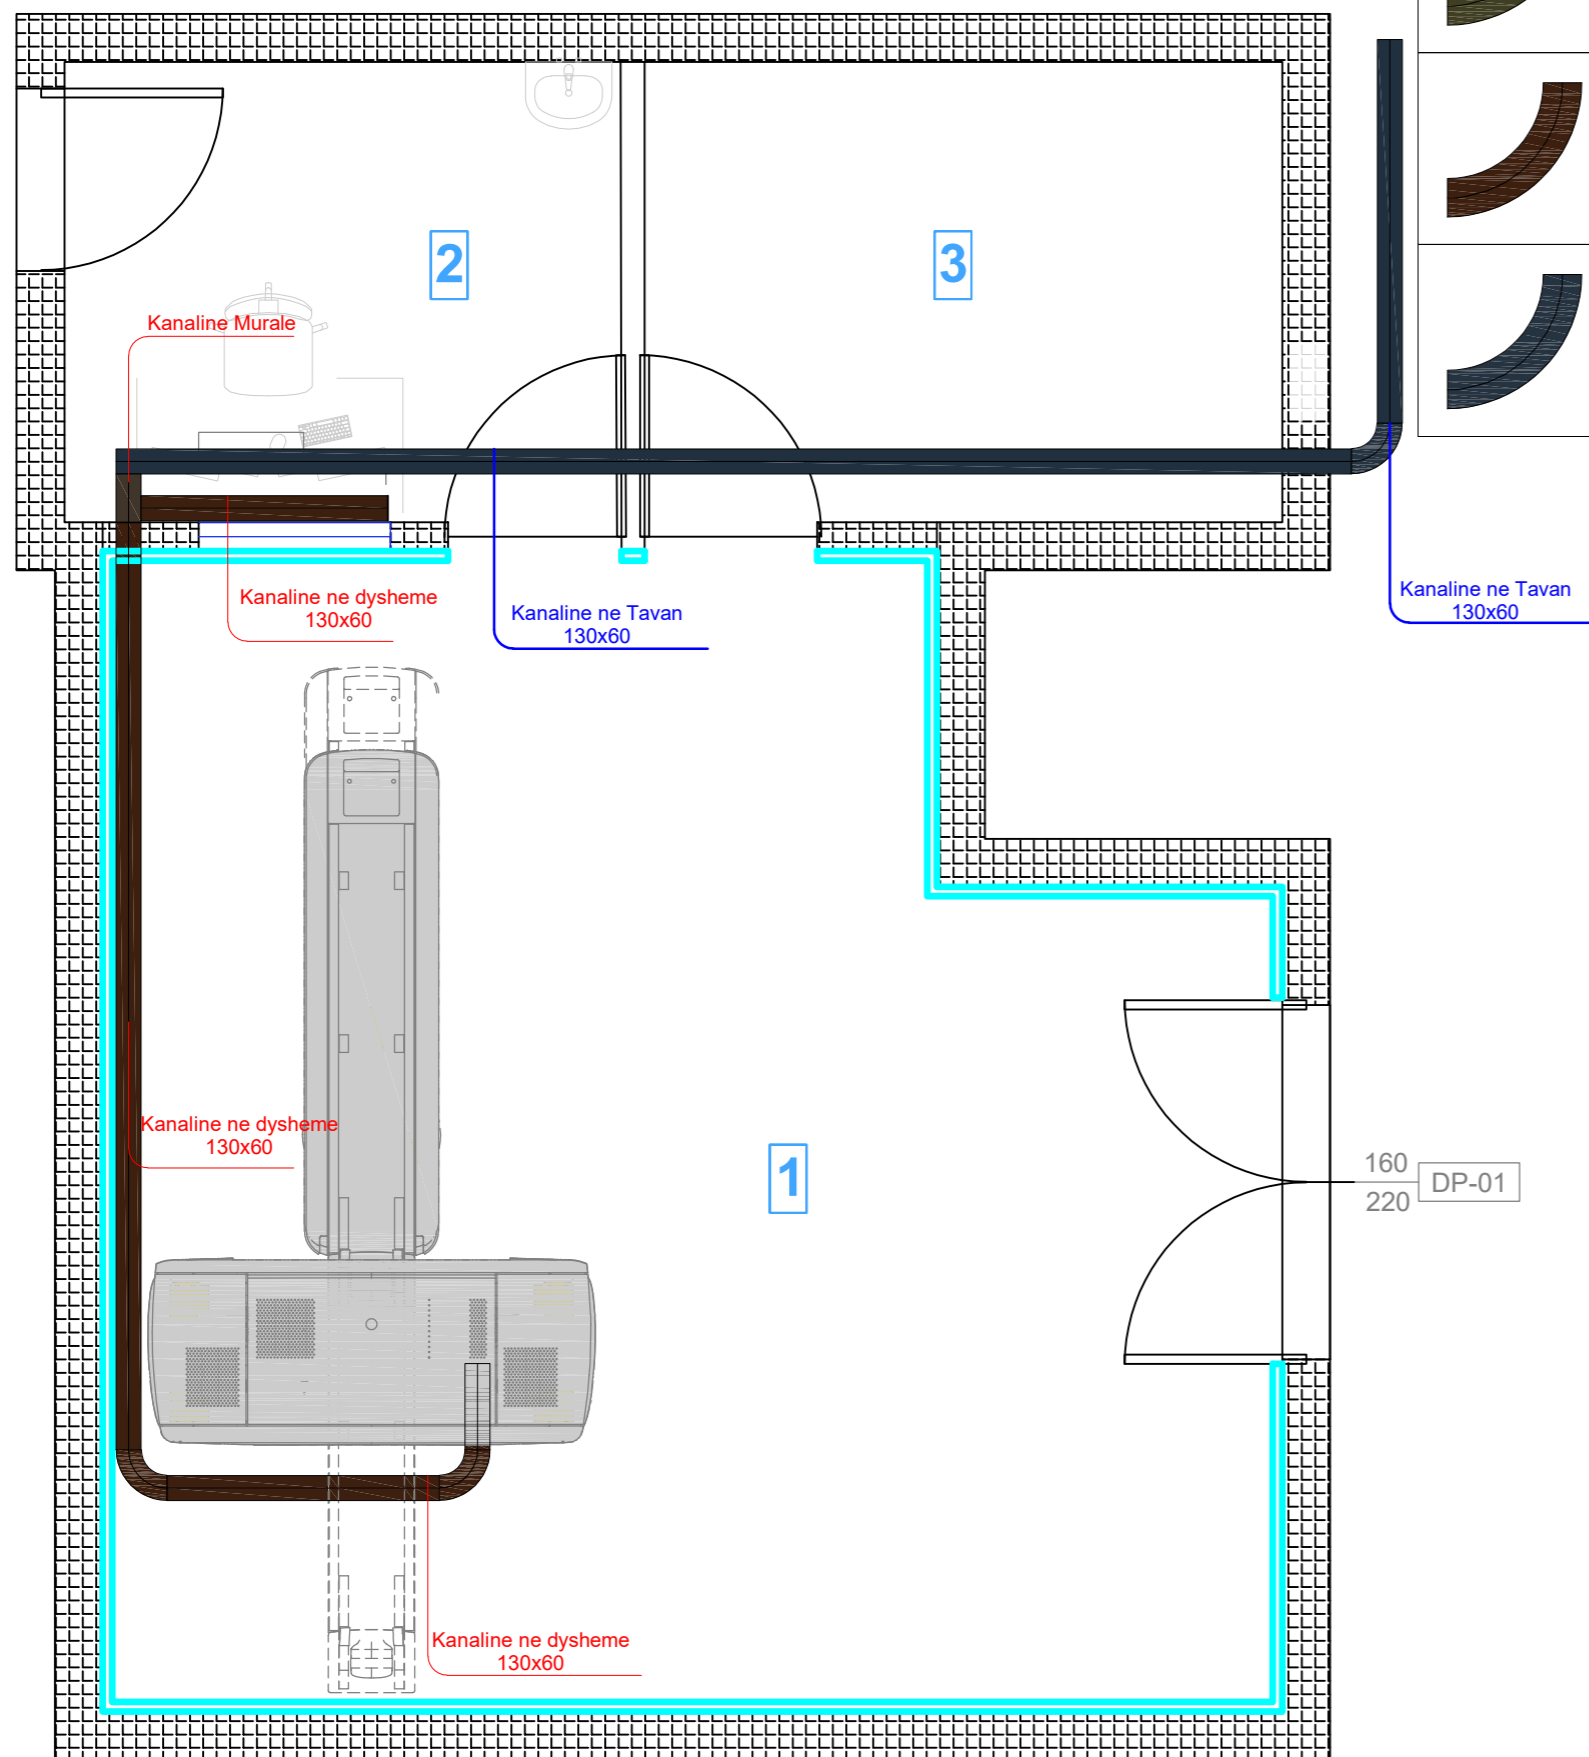 2
3
Kanaline Murale
Kanaline ne dysheme
130x60
Kanaline ne Tavan
130x60
Kanaline ne Tavan
130x60
Kanaline ne dysheme
130x60
1
160
220
DP-01
Kanaline ne dysheme
130x60